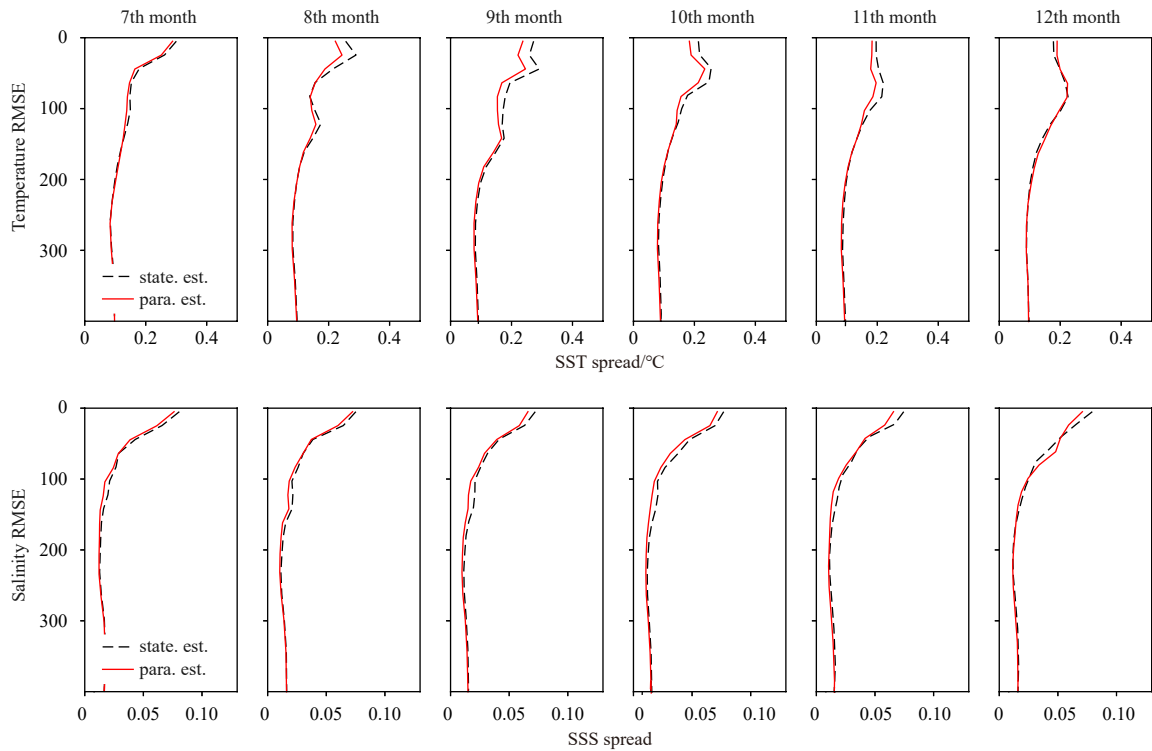 7th month 8th month 9th month 10th month 11th month 12th month
Temperature RMSE
0
100
200
300
state. est.
para. est.
0 0.2 0.4 0 0.2 0.4 0 0.2 0.4 0 0.2 0.4 0 0.2 0.4 0 0.2 0.4
SST spread/°C
Salinity RMSE
0
100
200
300
state. est.
para. est.
0 0.05 0.10 0 0.05 0.10 0 0.05 0.10 0 0.05 0.10 0 0.05 0.10 0 0.05 0.10
SSS spread